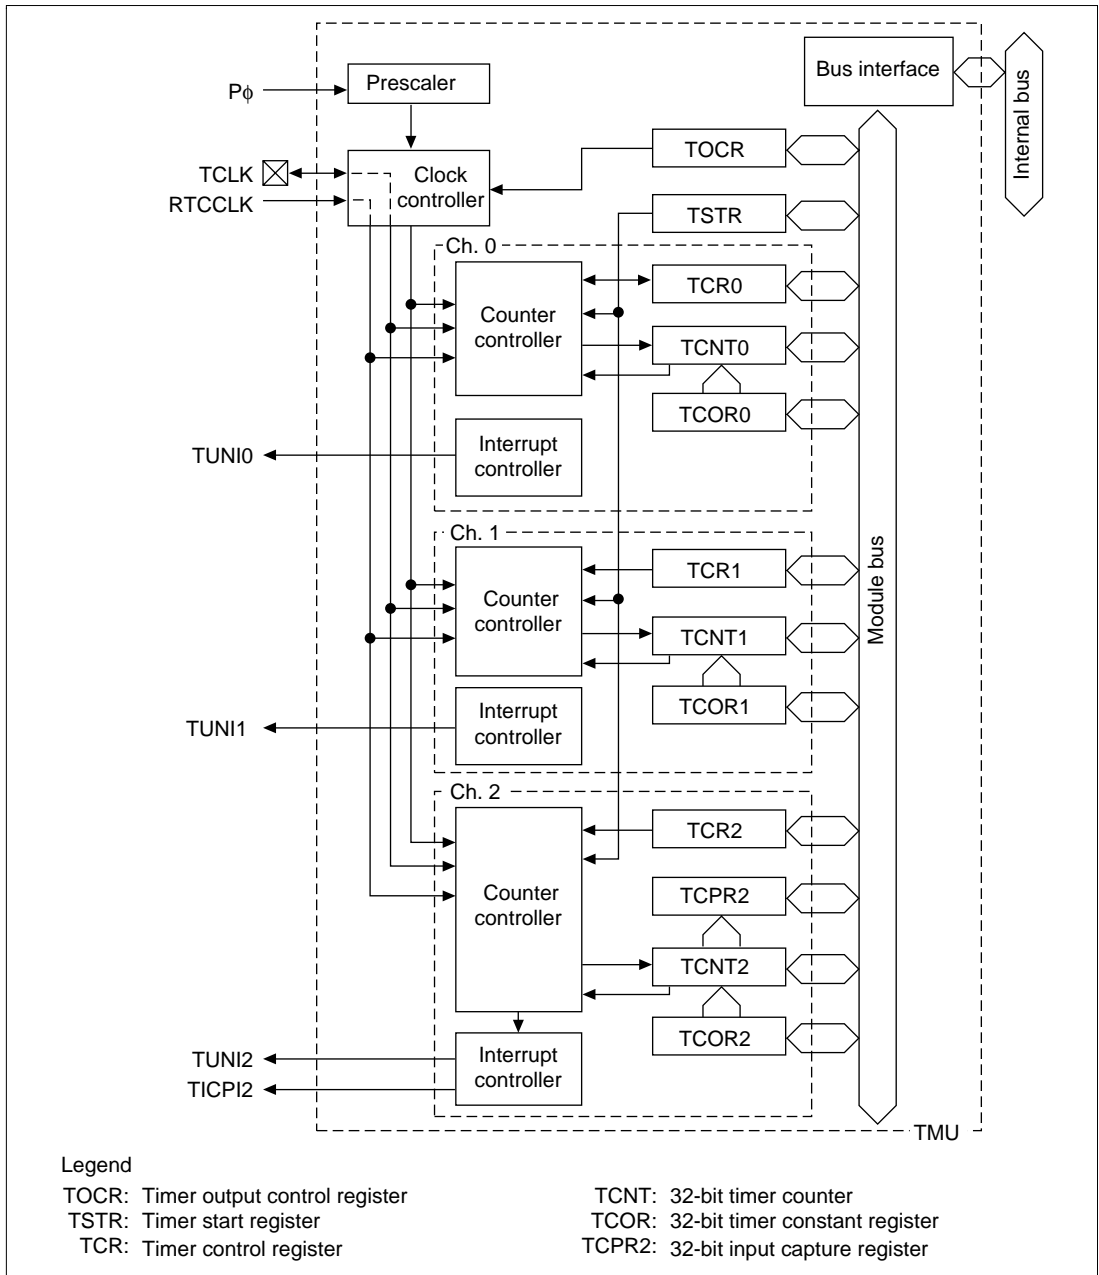 Bus interface
Internal bus
Prescaler
Pϕ
TOCR
TCLK
Clock
controller
RTCCLK
TSTR
Ch. 0
TCR0
Counter
controller
TCNT0
TCOR0
Interrupt
controller
TUNI0
Module bus
Ch. 1
TCR1
Counter
controller
TCNT1
TCOR1
Interrupt
controller
TUNI1
Ch. 2
TCR2
TCPR2
Counter
controller
TCNT2
TCOR2
Interrupt
controller
TUNI2
TICPI2
TMU
Legend
TOCR: Timer output control register
TSTR: Timer start register
TCR: Timer control register
TCNT: 32-bit timer counter
TCOR: 32-bit timer constant register
TCPR2: 32-bit input capture register